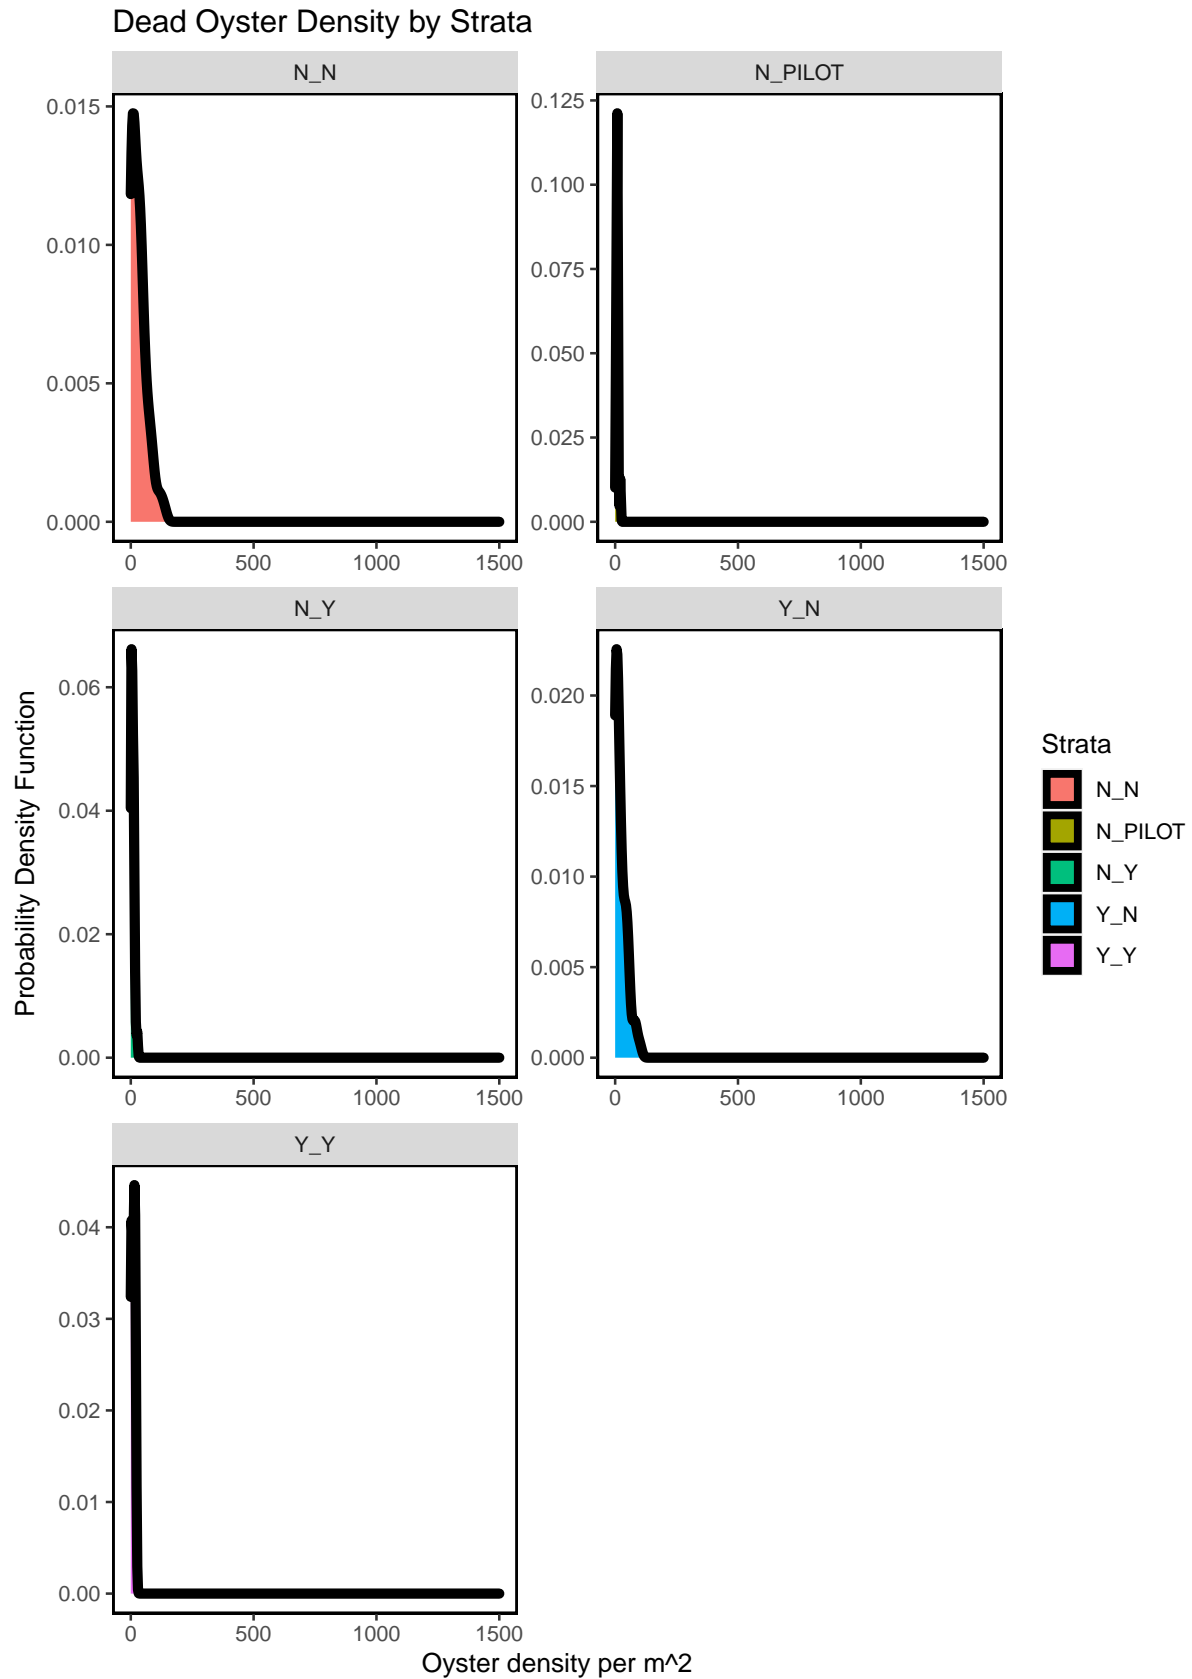 Dead Oyster Density by Strata
N_N
N_PILOT
0.015
0.010
0.005
0.000
0 500 1000 1500
0.125
0.100
0.075
0.050
0.025
0.000
0 500 1000 1500
N_Y
Y_N
0.06
0.04
0.02
0.00
0 500 1000 1500
0.020
0.015
0.010
0.005
0.000
0 500 1000 1500
Y_Y
0.04
0.03
0.02
0.01
0.00
0 500 1000 1500
Probability Density Function
Oyster density per m^2
Strata
N_N
N_PILOT
N_Y
Y_N
Y_Y